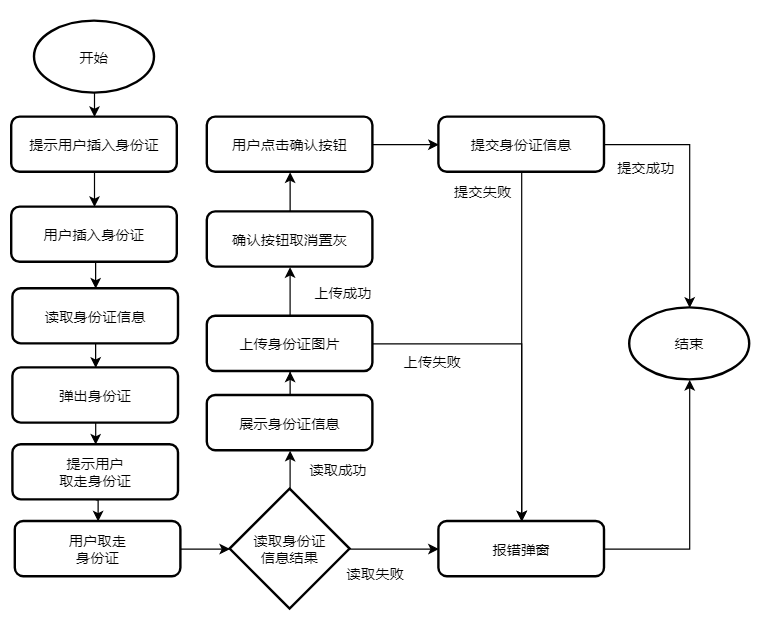 开始
提示用户插入身份证
用户插入身份证
读取身份证信息
弹出身份证
提示用户
取走身份证
用户取走
身份证
读取身份证
信息结果
读取成功
读取失败
展示身份证信息
上传身份证图片
上传成功
上传失败
确认按钮取消置灰
用户点击确认按钮
提交身份证信息
提交失败
提交成功
报错弹窗
结束